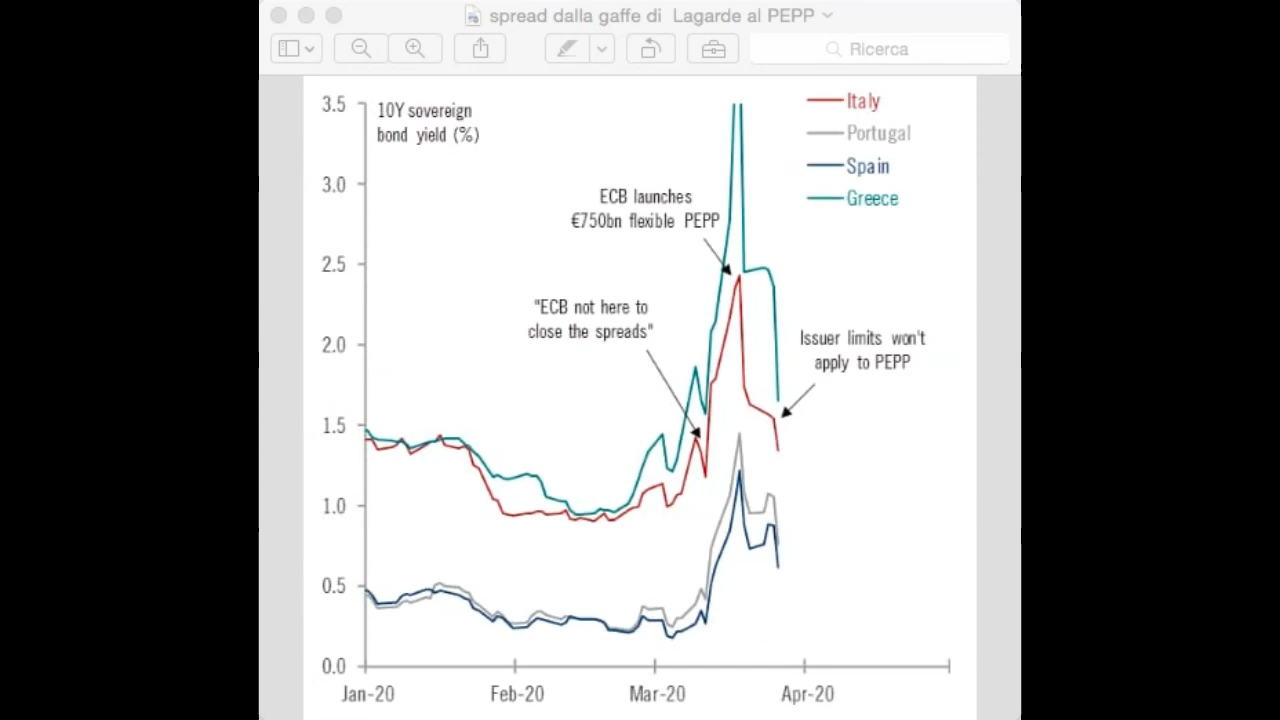 spread dalla gaffe di  Lagarde al PEPP
Ricerca
3.5
10Y sovereign
bond yield (%)
Italy
Portugal
Spain
Greece
3.0
ECB launches
€750bn flexible PEPP
2.5
"ECB not here to
close the spreads"
2.0
Issuer limits won't
apply to PEPP
1.5
1.0
0.5
0.0
Jan-20
Feb-20
Mar-20
Apr-20